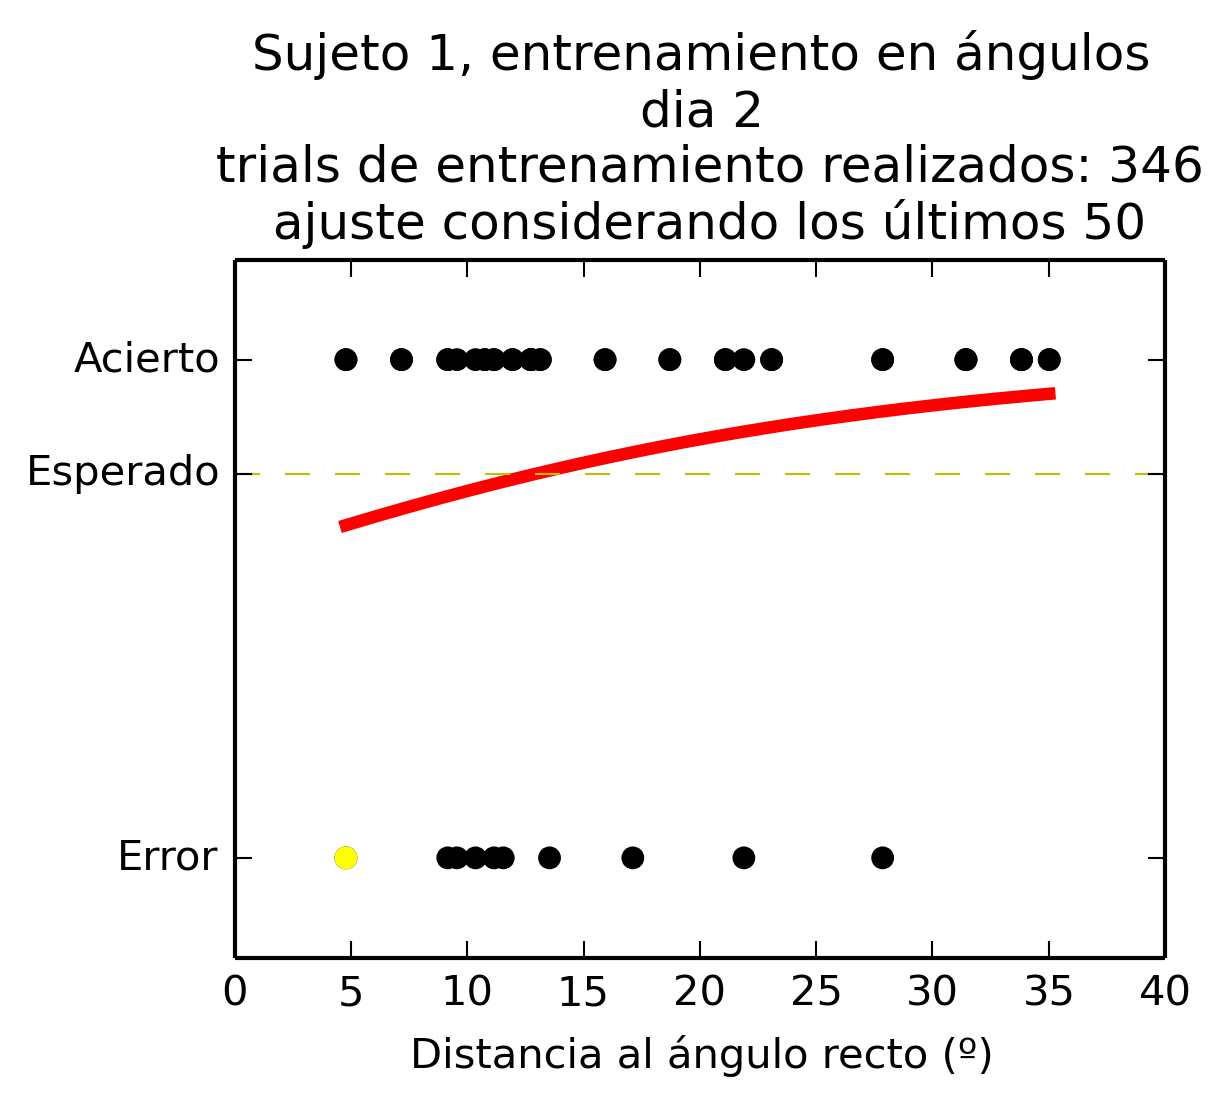 Sujeto 1, entrenamiento en ángulos
dia 2
trials de entrenamiento realizados: 346
ajuste considerando los últimos 50
Acierto
Esperado
Error
0 5 10 15 20 25 30 35 40
Distancia al ángulo recto (º)